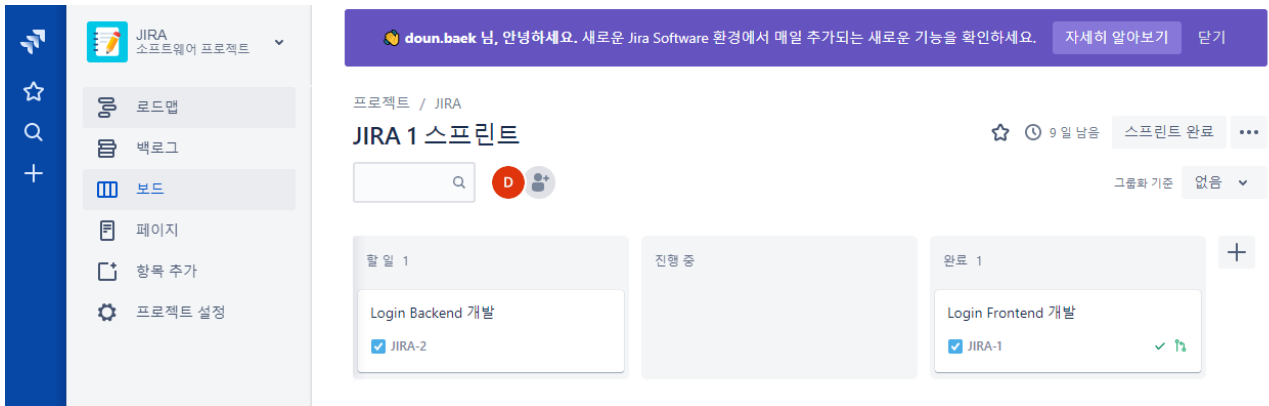 JIRA
소프트웨어 프로젝트
로드맵
백로그
보드
페이지
항목 추가
프로젝트 설정
doun.baek 님, 안녕하세요. 새로운 Jira Software 환경에서 매일 추가되는 새로운 기능을 확인하세요. 자세히 알아보기 닫기
프로젝트 / JIRA
JIRA 1 스프린트
9 일 남음 스프린트 완료
D
그룹화 기준 없음
할 일 1
Login Backend 개발
JIRA-2
진행 중
완료 1
Login Frontend 개발
JIRA-1